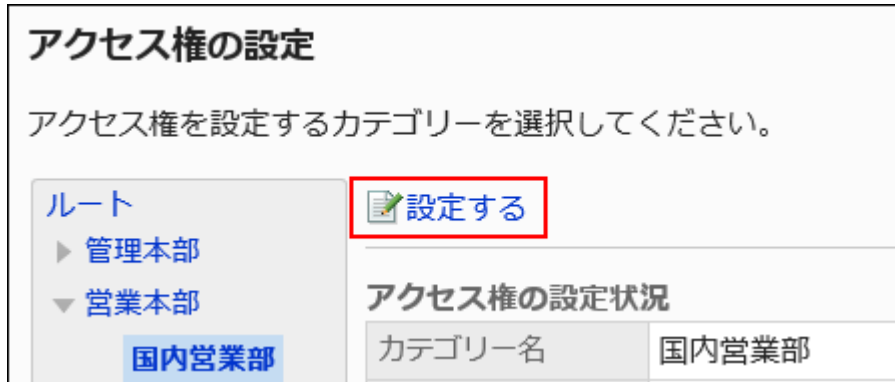 アクセス権の設定
アクセス権を設定するカテゴリーを選択してください。
ルート
管理本部
営業本部
国内営業部
設定する
アクセス権の設定状況
カテゴリー名 国内営業部